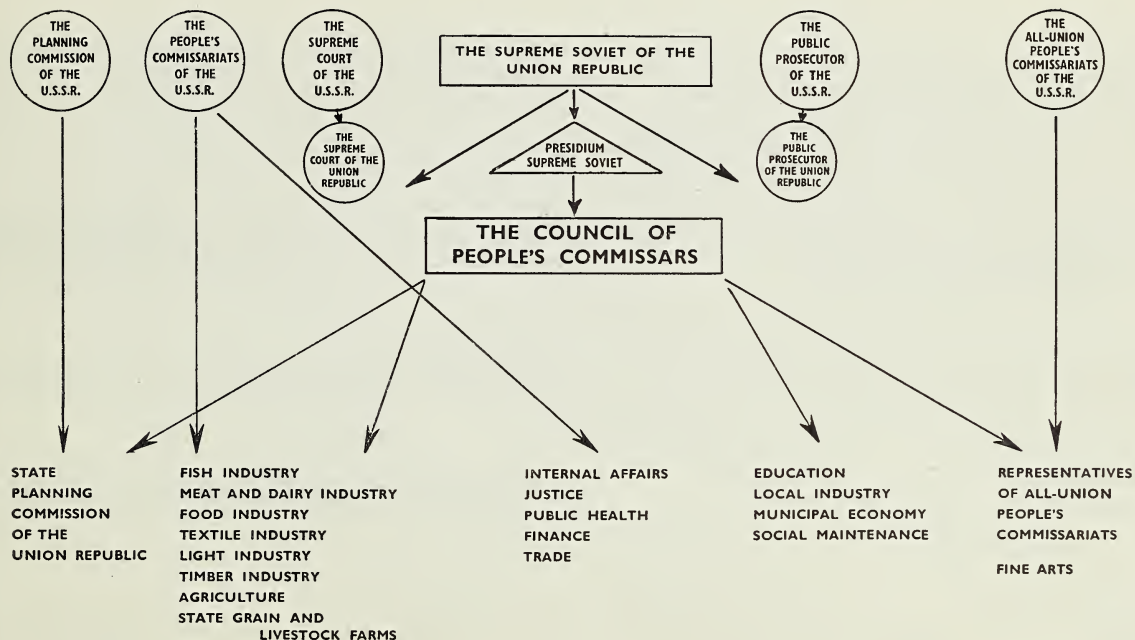 THE
PLANNING
COMMISSION
OF THE
U.S.S.R.
THE
PEOPLE'S
COMMISSARIATS
OF THE
U.S.S.R.
THE
SUPREME
COURT
OF THE
U.S.S.R.
THE SUPREME SOVIET OF THE
UNION REPUBLIC
THE
PUBLIC
PROSECUTOR
OF THE
U.S.S.R.
THE
ALL-UNION
PEOPLE'S
COMMISSARIATS
OF THE
U.S.S.R.
THE
SUPREME
COURT OF THE
UNION
REPUBLIC
PRESIDIUM
SUPREME SOVIET
THE
PUBLIC
PROSECUTOR
OF THE UNION
REPUBLIC
THE COUNCIL OF
PEOPLE'S COMMISSARS
STATE
PLANNING
COMMISSION
OF THE
UNION REPUBLIC
FISH INDUSTRY
MEAT AND DAIRY INDUSTRY
FOOD INDUSTRY
TEXTILE INDUSTRY
LIGHT INDUSTRY
TIMBER INDUSTRY
AGRICULTURE
STATE GRAIN AND
LIVESTOCK FARMS
INTERNAL AFFAIRS
JUSTICE
PUBLIC HEALTH
FINANCE
TRADE
EDUCATION
LOCAL INDUSTRY
MUNICIPAL ECONOMY
SOCIAL MAINTENANCE
REPRESENTATIVES
OF ALL-UNION
PEOPLE'S
COMMISSARIATS
FINE ARTS